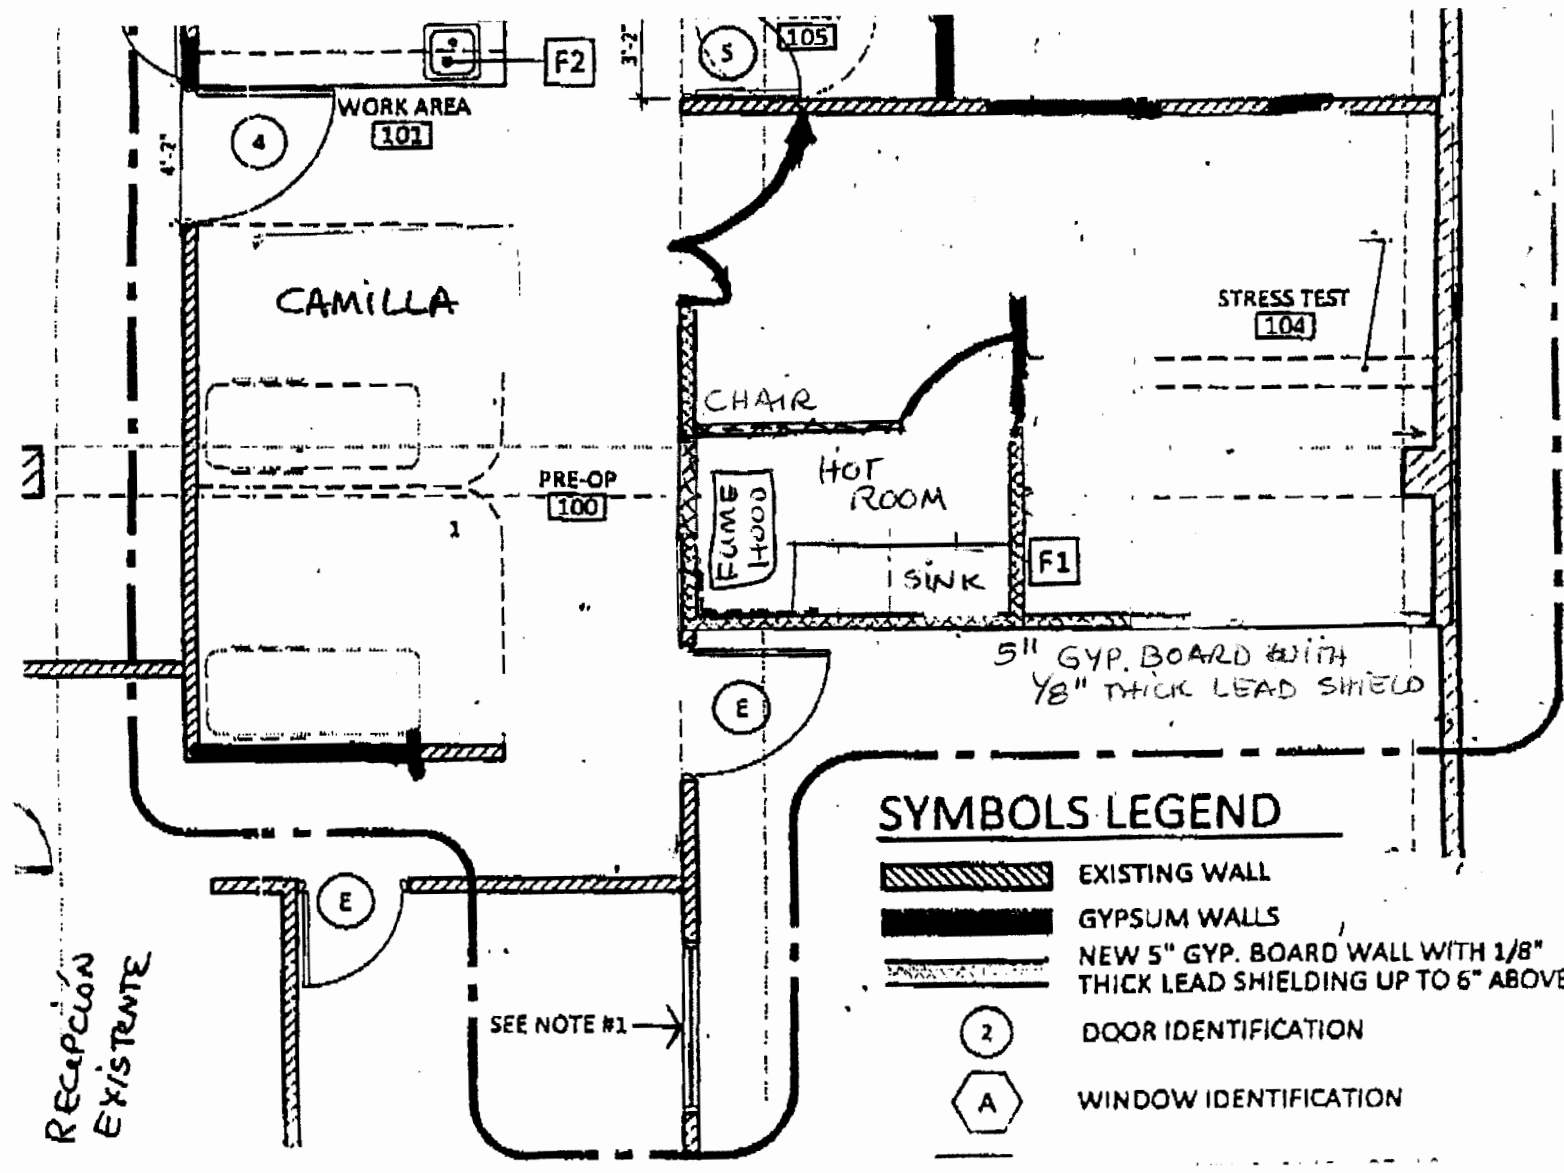 105
S
F2
3'-2"
WORK AREA
101
4
4'-2"
CAMILLA
STRESS TEST
104
CHAIR
HOT
ROOM
PRE-OP
100
1
FUME
HOOD
SINK
F1
5" GYP. BOARD WITH
1/8" THICK LEAD SHIELD
E
SYMBOLS LEGEND
EXISTING WALL
GYPSUM WALLS
NEW 5" GYP. BOARD WALL WITH 1/8"
THICK LEAD SHIELDING UP TO 6" ABOVE
E
RECEPCIÓN
EXISTENTE
SEE NOTE #1
2
DOOR IDENTIFICATION
A
WINDOW IDENTIFICATION